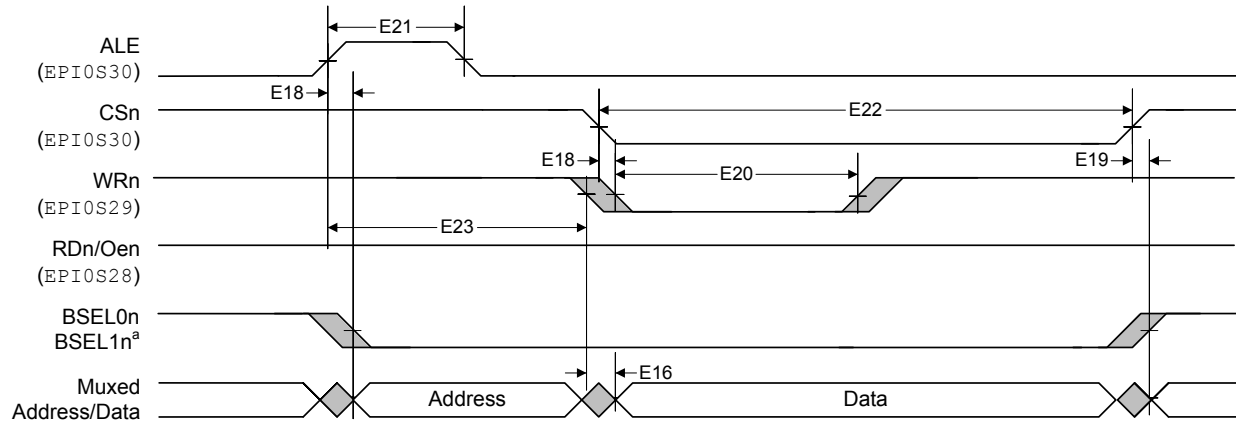 E21
ALE
(EPI0S30)
E18
CSn
E22
(EPI0S30)
E18
E19
WRn
E20
(EPI0S29)
E23
RDn/Oen
(EPI0S28)
BSEL0n
BSEL1nᵃ
E16
Muxed
Address/Data
Address
Data